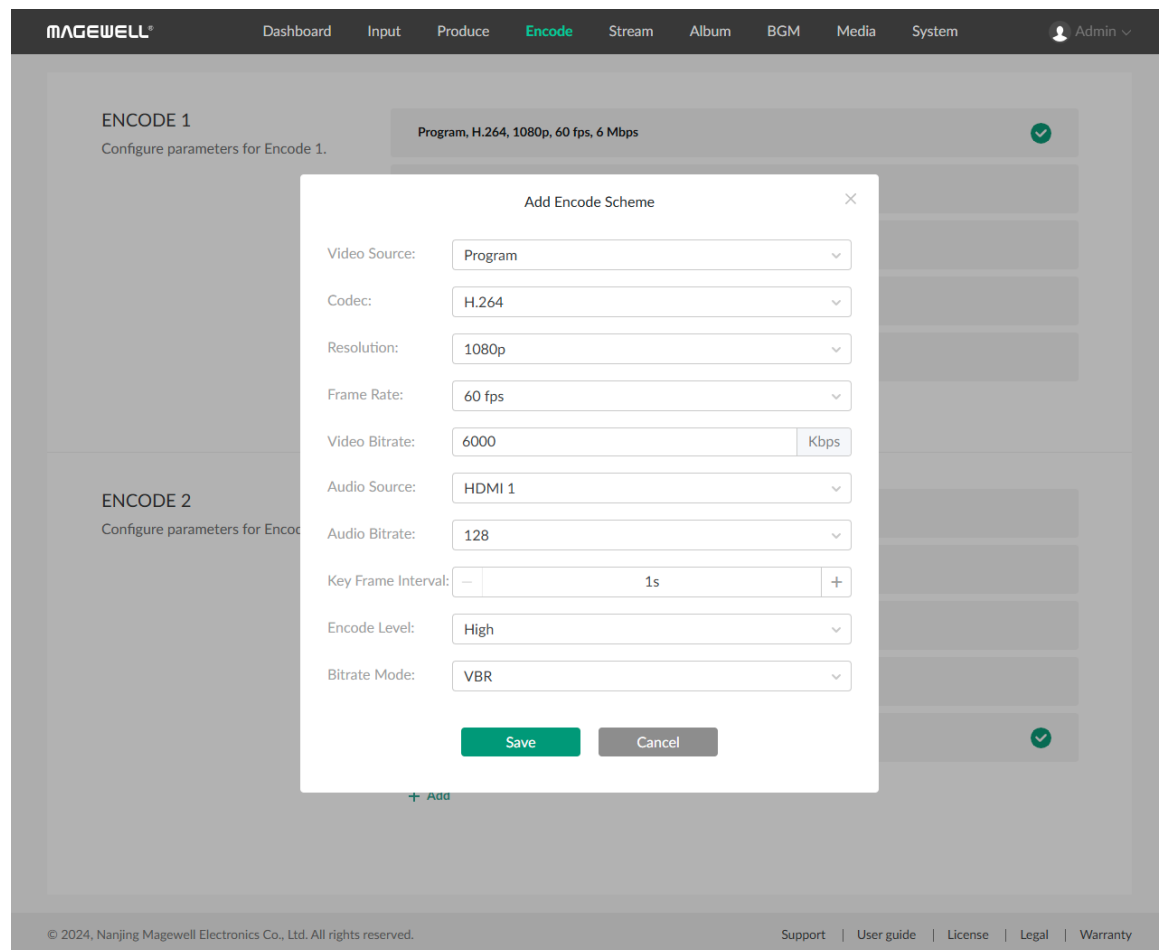 MAGEWELL®
Dashboard Input Produce Encode Stream Album BGM Media System Admin
ENCODE 1
Configure parameters for Encode 1.
Program, H.264, 1080p, 60 fps, 6 Mbps
Add Encode Scheme
Video Source: Program
Codec: H.264
Resolution: 1080p
Frame Rate: 60 fps
Video Bitrate: 6000 Kbps
Audio Source: HDMI 1
Audio Bitrate: 128
Key Frame Interval: − 1s +
Encode Level: High
Bitrate Mode: VBR
Save Cancel
ENCODE 2
Configure parameters for Encod
+ Add
© 2024, Nanjing Magewell Electronics Co., Ltd. All rights reserved.
Support | User guide | License | Legal | Warranty